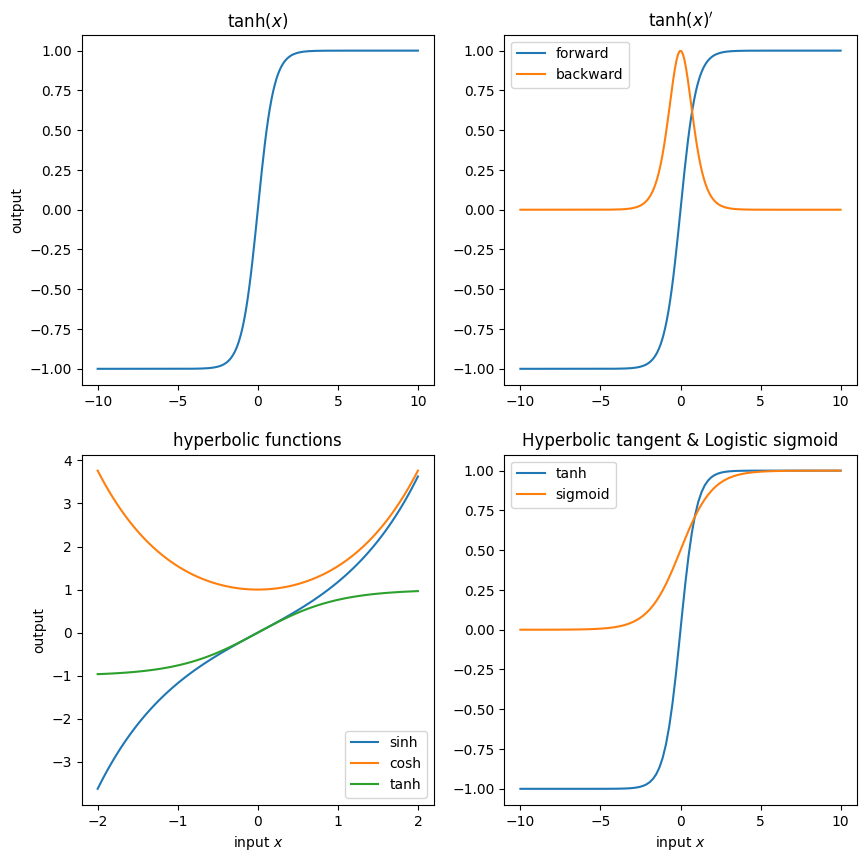 tanh(x)
output
1.00
0.75
0.50
0.25
0.00
−0.25
−0.50
−0.75
−1.00
−10 −5 0 5 10
tanh(x)′
forward
backward
1.00
0.75
0.50
0.25
0.00
−0.25
−0.50
−0.75
−1.00
−10 −5 0 5 10
hyperbolic functions
output
4
3
2
1
0
−1
−2
−3
sinh
cosh
tanh
−2 −1 0 1 2
input x
Hyperbolic tangent & Logistic sigmoid
tanh
sigmoid
1.00
0.75
0.50
0.25
0.00
−0.25
−0.50
−0.75
−1.00
−10 −5 0 5 10
input x